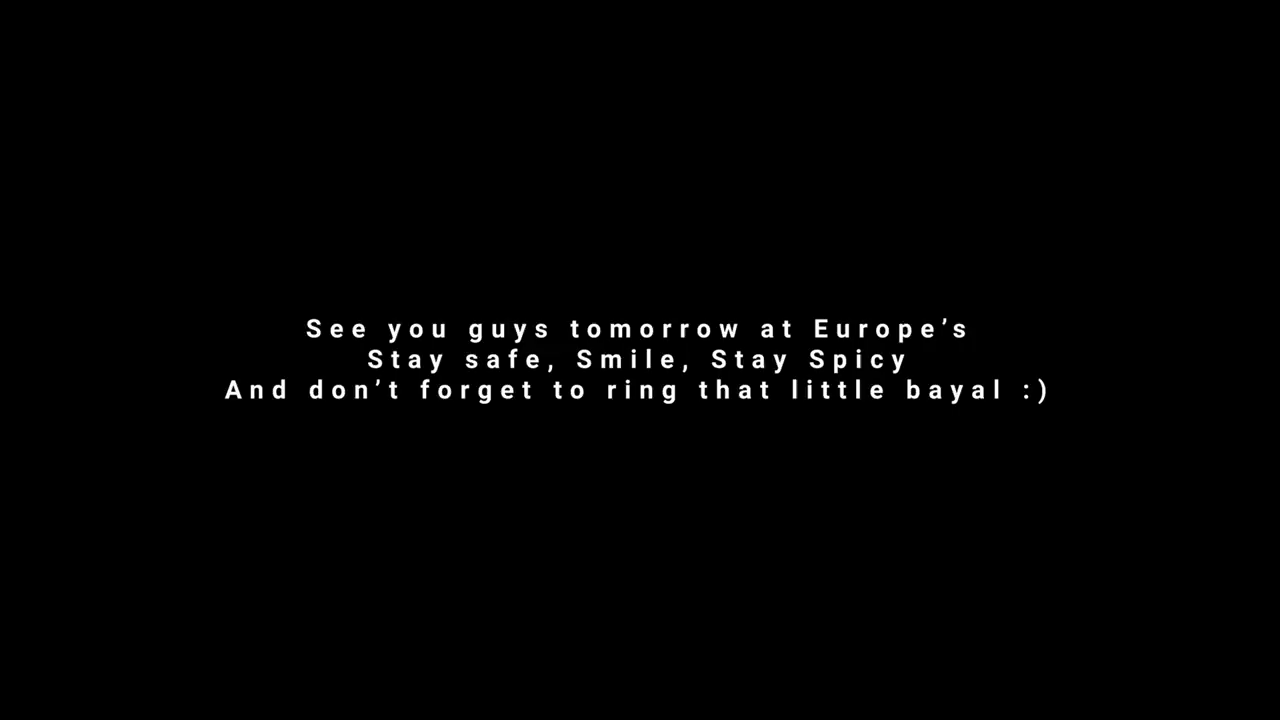 See you guys tomorrow at Europe’s
Stay safe, Smile, Stay Spicy
And don’t forget to ring that little bayal :)